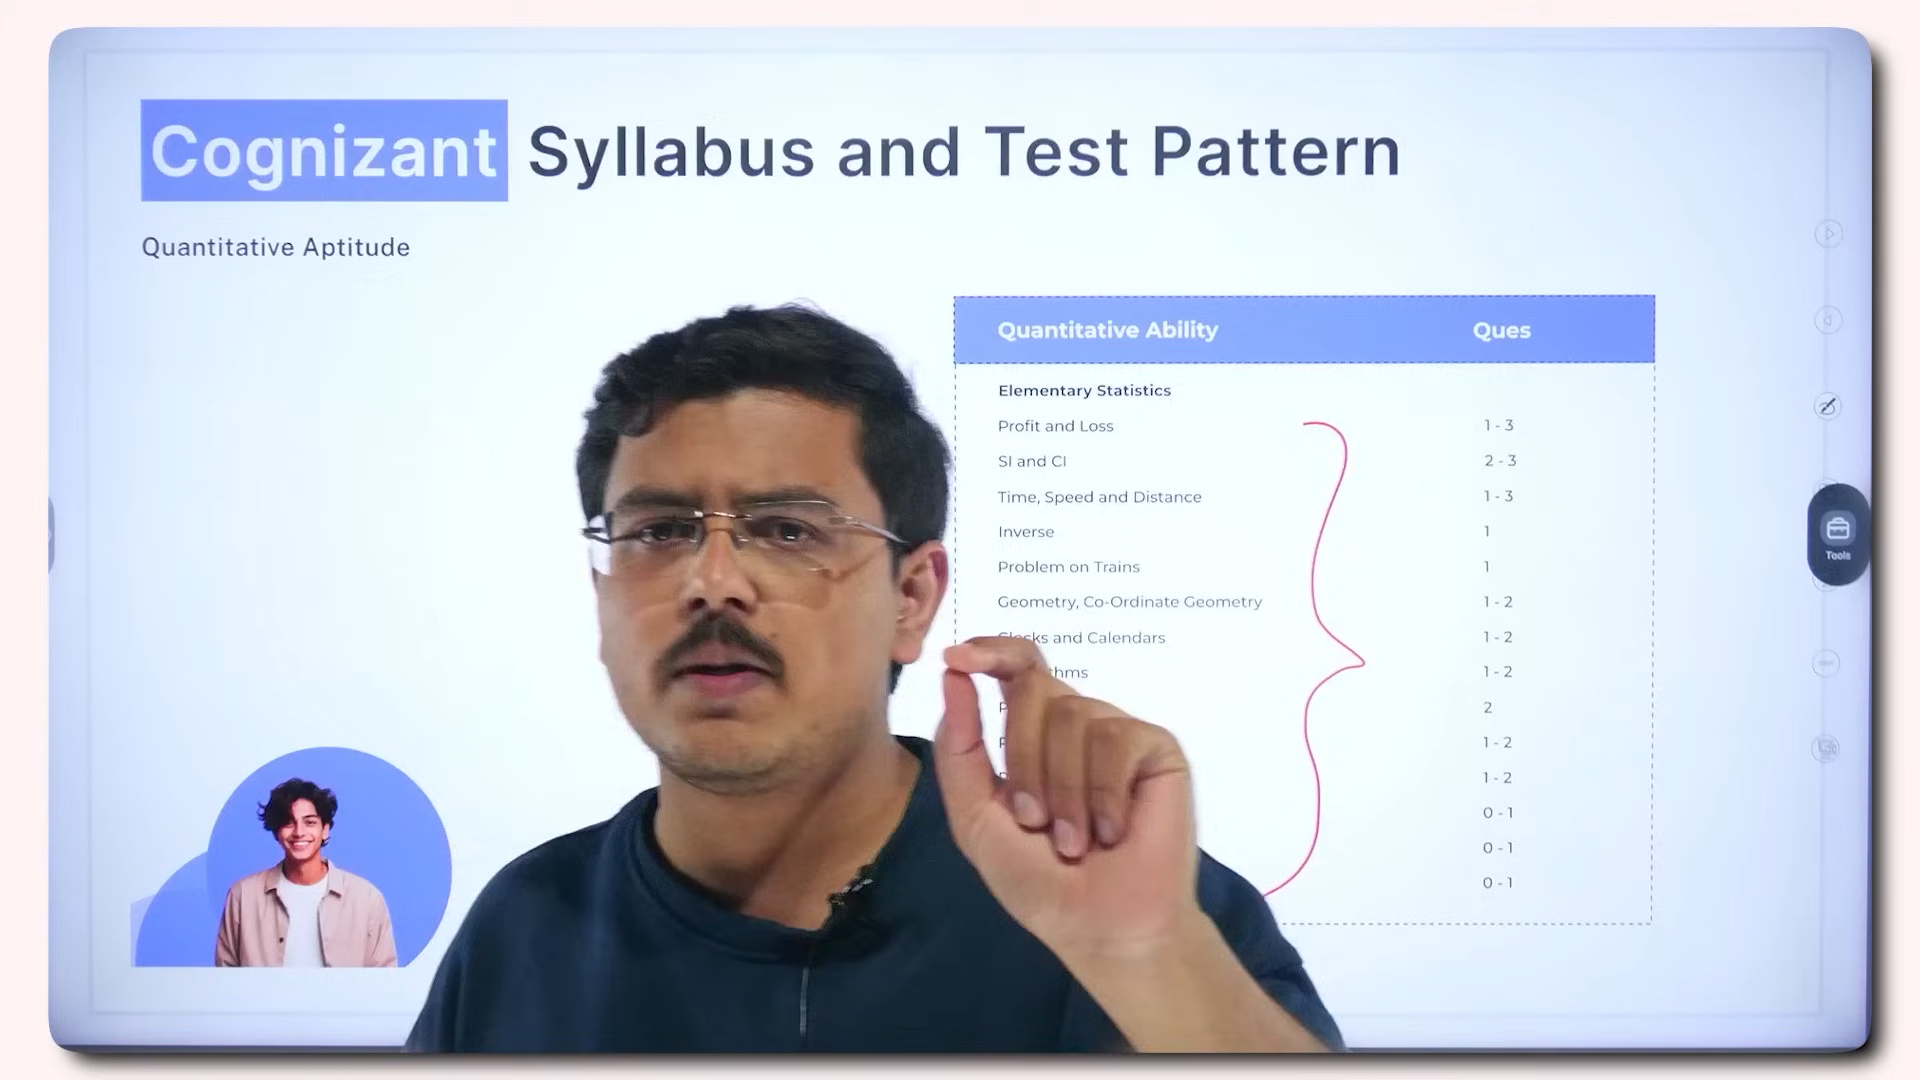 Cognizant Syllabus and Test Pattern
Quantitative Aptitude
Quantitative Ability Ques
Elementary Statistics
Profit and Loss 1 - 3
SI and CI 2 - 3
Time, Speed and Distance 1 - 3
Inverse 1
Problem on Trains 1
Geometry, Co-Ordinate Geometry 1 - 2
and Calendars 1 - 2
1 - 2
2
1 - 2
1 - 2
0 - 1
0 - 1
0 - 1
Tools